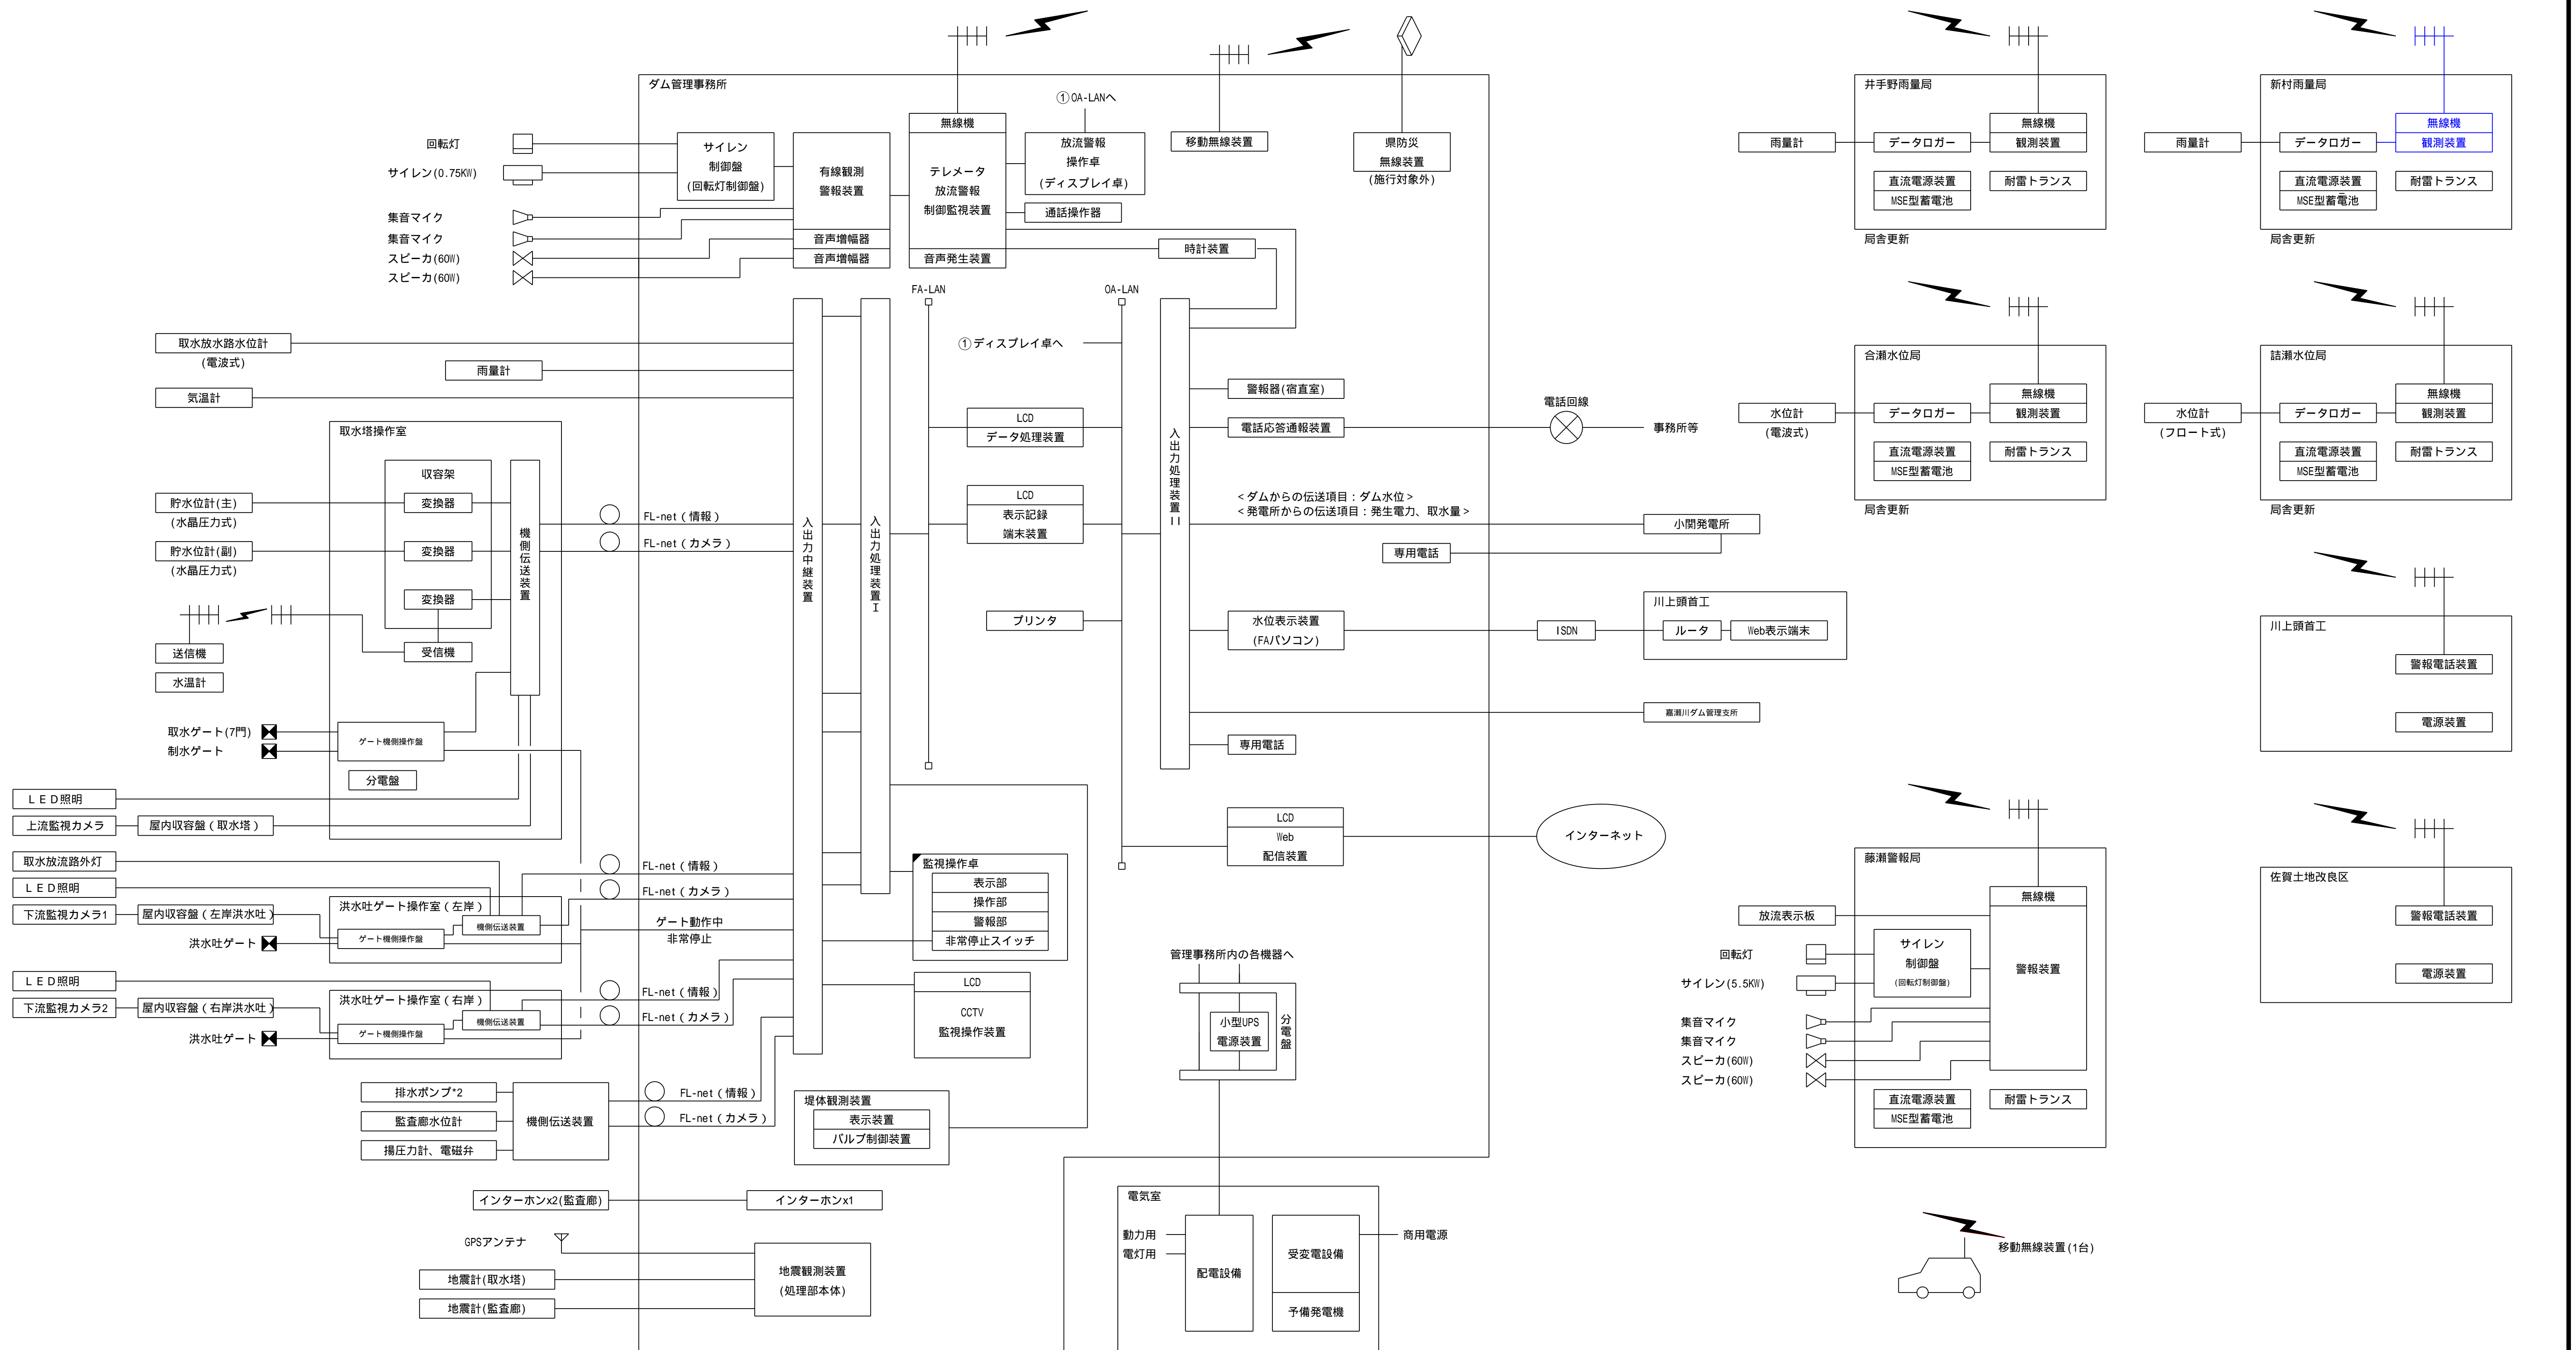 ダム管理事務所
回転灯
サイレン(0.75KW)
集音マイク
集音マイク
スピーカ(60W)
スピーカ(60W)
サイレン
制御盤
(回転灯制御盤)
有線観測
警報装置
音声増幅器
音声増幅器
無線機
テレメータ
放流警報
制御監視装置
音声発生装置
①OA-LANへ
放流警報
操作卓
(ディスプレイ卓)
通話操作器
移動無線装置
県防災
無線装置
(施行対象外)
時計装置
FA-LAN
OA-LAN
取水放水路水位計
(電波式)
雨量計
気温計
①ディスプレイ卓へ
取水塔操作室
収容架
変換器
変換器
変換器
受信機
貯水位計(主)
(水晶圧力式)
貯水位計(副)
(水晶圧力式)
送信機
水温計
機側伝送装置
FL-net（情報）
FL-net（カメラ）
入出力中継装置
入出力処理装置Ⅰ
LCD
データ処理装置
LCD
表示記録
端末装置
プリンタ
入出力処理装置II
警報器(宿直室)
電話応答通報装置
電話回線
事務所等
<ダムからの伝送項目：ダム水位>
<発電所からの伝送項目：発生電力、取水量>
小関発電所
専用電話
水位表示装置
(FAパソコン)
ISDN
川上頭首工
ルータ
Web表示端末
嘉瀬川ダム管理支所
専用電話
LCD
Web
配信装置
インターネット
取水ゲート(7門)
制水ゲート
ゲート機側操作盤
分電盤
ＬＥＤ照明
上流監視カメラ
屋内収容盤（取水塔）
取水放流路外灯
ＬＥＤ照明
下流監視カメラ1
屋内収容盤（左岸洪水吐）
洪水吐ゲート
洪水吐ゲート操作室（左岸）
ゲート機側操作盤
機側伝送装置
FL-net（情報）
FL-net（カメラ）
ゲート動作中
非常停止
ＬＥＤ照明
下流監視カメラ2
屋内収容盤（右岸洪水吐）
洪水吐ゲート
洪水吐ゲート操作室（右岸）
ゲート機側操作盤
機側伝送装置
FL-net（情報）
FL-net（カメラ）
監視操作卓
表示部
操作部
警報部
非常停止スイッチ
LCD
CCTV
監視操作装置
管理事務所内の各機器へ
小型UPS
電源装置
分電盤
排水ポンプ*2
監査廊水位計
揚圧力計、電磁弁
機側伝送装置
FL-net（情報）
FL-net（カメラ）
堤体観測装置
表示装置
バルブ制御装置
インターホンx2(監査廊)
インターホンx1
GPSアンテナ
地震計(取水塔)
地震計(監査廊)
地震観測装置
(処理部本体)
電気室
動力用
電灯用
配電設備
受変電設備
予備発電機
商用電源
井手野雨量局
雨量計
データロガー
無線機
観測装置
直流電源装置
MSE型蓄電池
耐雷トランス
局舎更新
新村雨量局
雨量計
データロガー
無線機
観測装置
直流電源装置
MSE型蓄電池
耐雷トランス
局舎更新
合瀬水位局
水位計
(電波式)
データロガー
無線機
観測装置
直流電源装置
MSE型蓄電池
耐雷トランス
局舎更新
詰瀬水位局
水位計
(フロート式)
データロガー
無線機
観測装置
直流電源装置
MSE型蓄電池
耐雷トランス
局舎更新
川上頭首工
警報電話装置
電源装置
藤瀬警報局
放流表示板
回転灯
サイレン(5.5KW)
集音マイク
集音マイク
スピーカ(60W)
スピーカ(60W)
サイレン
制御盤
(回転灯制御盤)
無線機
警報装置
直流電源装置
MSE型蓄電池
耐雷トランス
佐賀土地改良区
警報電話装置
電源装置
移動無線装置(1台)